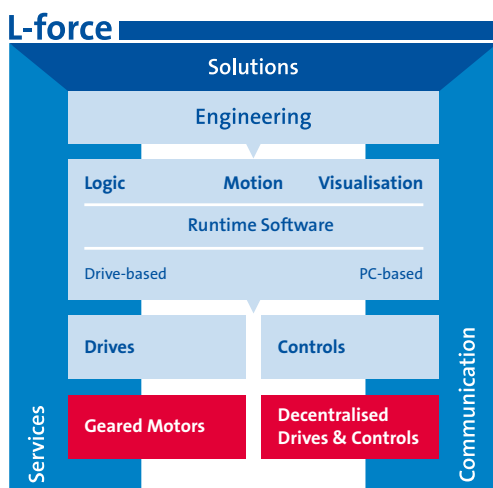 L-force
Solutions
Engineering
Logic Motion Visualisation
Runtime Software
Drive-based PC-based
Drives Controls
Geared Motors
Decentralised
Drives & Controls
Services
Communication